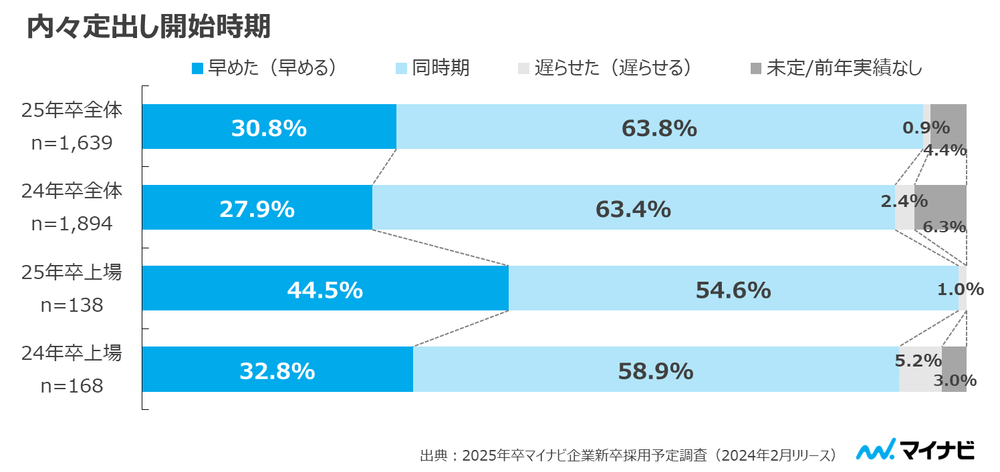 内々定出し開始時期
早めた（早める） 同時期 遅らせた（遅らせる） 未定/前年実績なし
25年卒全体
n=1,639
30.8% 63.8% 0.9% 4.4%
24年卒全体
n=1,894
27.9% 63.4% 2.4% 6.3%
25年卒上場
n=138
44.5% 54.6% 1.0%
24年卒上場
n=168
32.8% 58.9% 5.2% 3.0%
出典：2025年卒マイナビ企業新卒採用予定調査（2024年2月リリース）
マイナビ